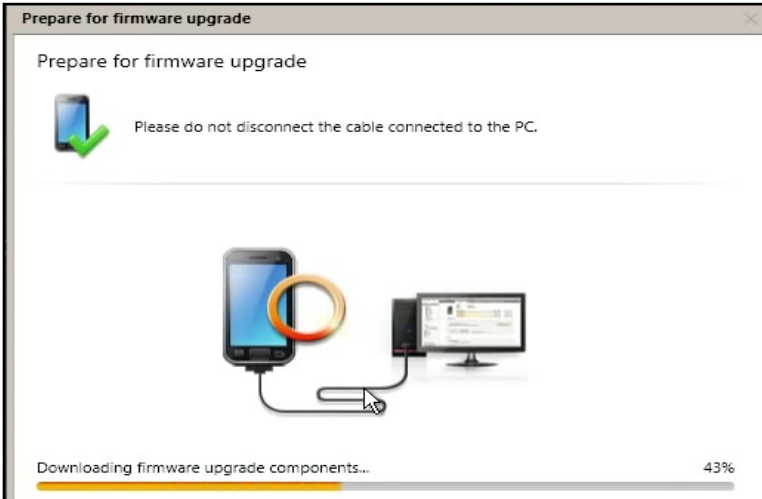 Prepare for firmware upgrade
Prepare for firmware upgrade
Please do not disconnect the cable connected to the PC.
Downloading firmware upgrade components... 43%